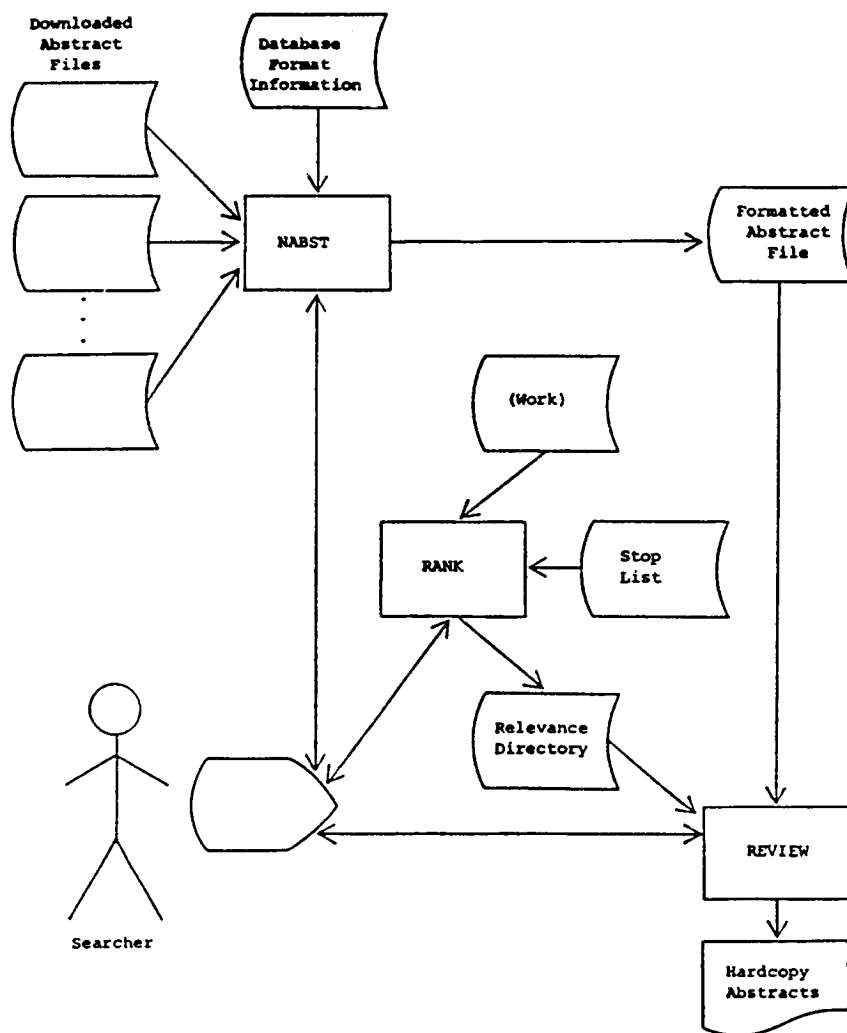 Downloaded
Abstract
Files
Database
Format
Information
NABST
Formatted
Abstract
File
(Work)
RANK
Stop
List
Relevance
Directory
REVIEW
Searcher
Hardcopy
Abstracts